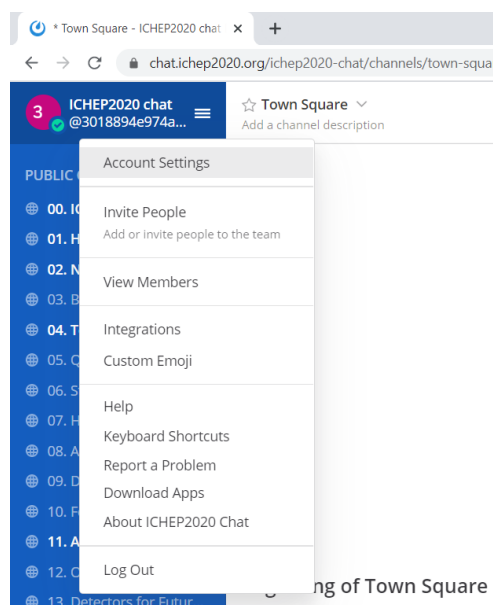 * Town Square - ICHEP2020 chat
chat.ichep2020.org/ichep2020-chat/channels/town-squa
3
ICHEP2020 chat
@3018894e974a...
Town Square
Add a channel description
PUBLIC
Account Settings
00.
Invite People
01. H
Add or invite people to the team
02. N
View Members
03. B
04. T
Integrations
05.
Custom Emoji
06. S
Help
07. H
Keyboard Shortcuts
08. A
Report a Problem
09. D
Download Apps
10. F
About ICHEP2020 Chat
11. A
12. O
Log Out
ng of Town Square
13. Detectors for Futur